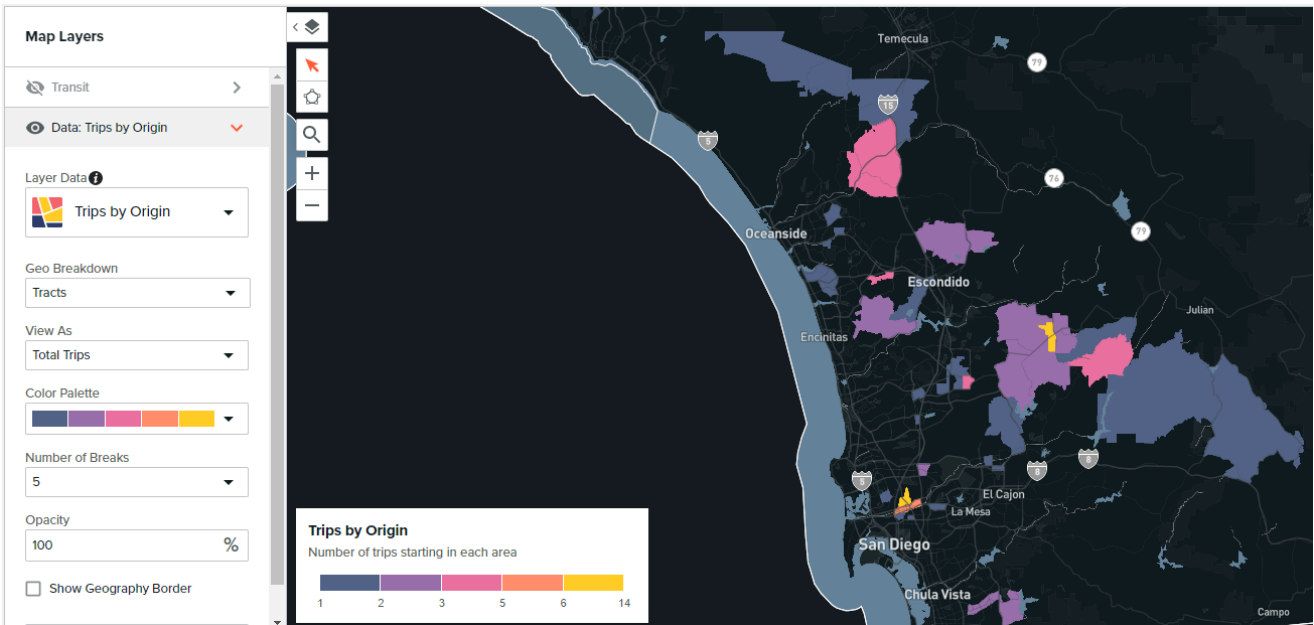 Map Layers
Transit
Data: Trips by Origin
Layer Data
Trips by Origin
Geo Breakdown
Tracts
View As
Total Trips
Color Palette
Number of Breaks
5
Opacity
100 %
Show Geography Border
Temecula
79
15
5
76
79
Oceanside
Escondido
Julian
Encinitas
8
8
5
El Cajon
La Mesa
San Diego
Chula Vista
Campo
Trips by Origin
Number of trips starting in each area
1 2 3 5 6 14